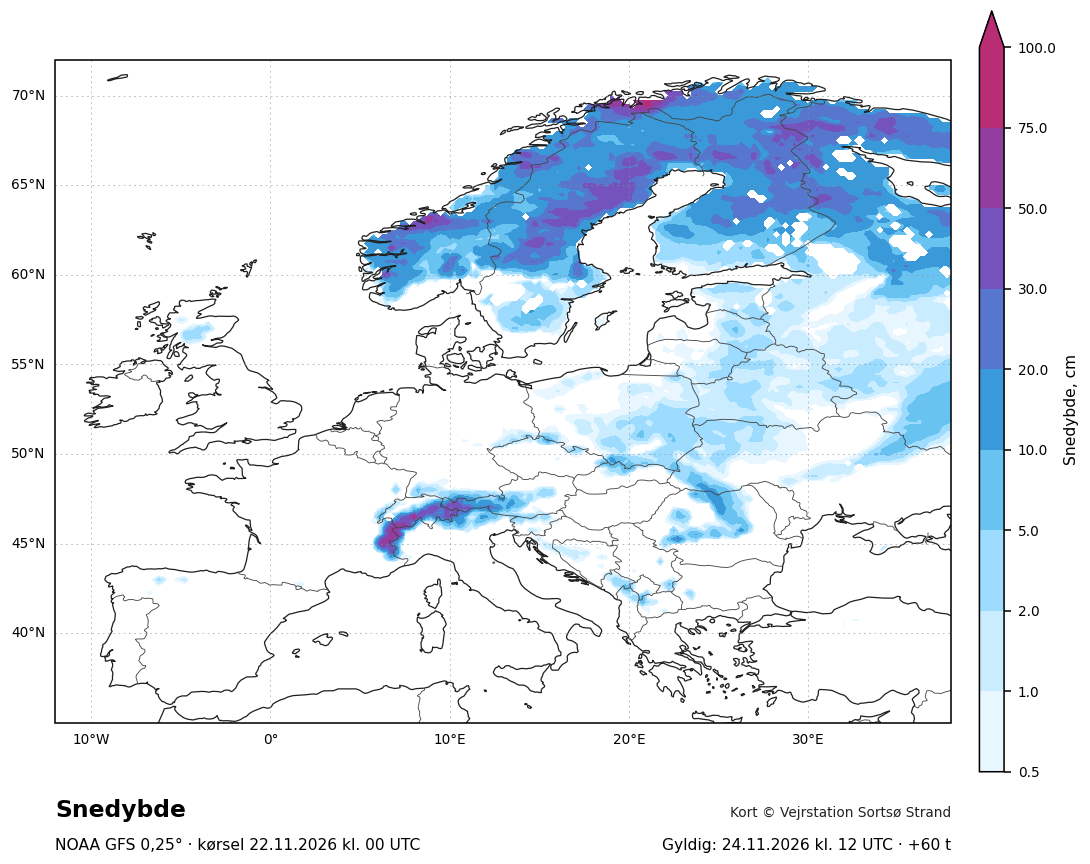 70°N
65°N
60°N
55°N
50°N
45°N
40°N
10°W
0°
10°E
20°E
30°E
100.0
75.0
50.0
30.0
20.0
10.0
5.0
2.0
1.0
0.5
Snedybde, cm
Snedybde
Kort © Vejrstation Sortsø Strand
NOAA GFS 0,25° · kørsel 22.11.2026 kl. 00 UTC
Gyldig: 24.11.2026 kl. 12 UTC · +60 t